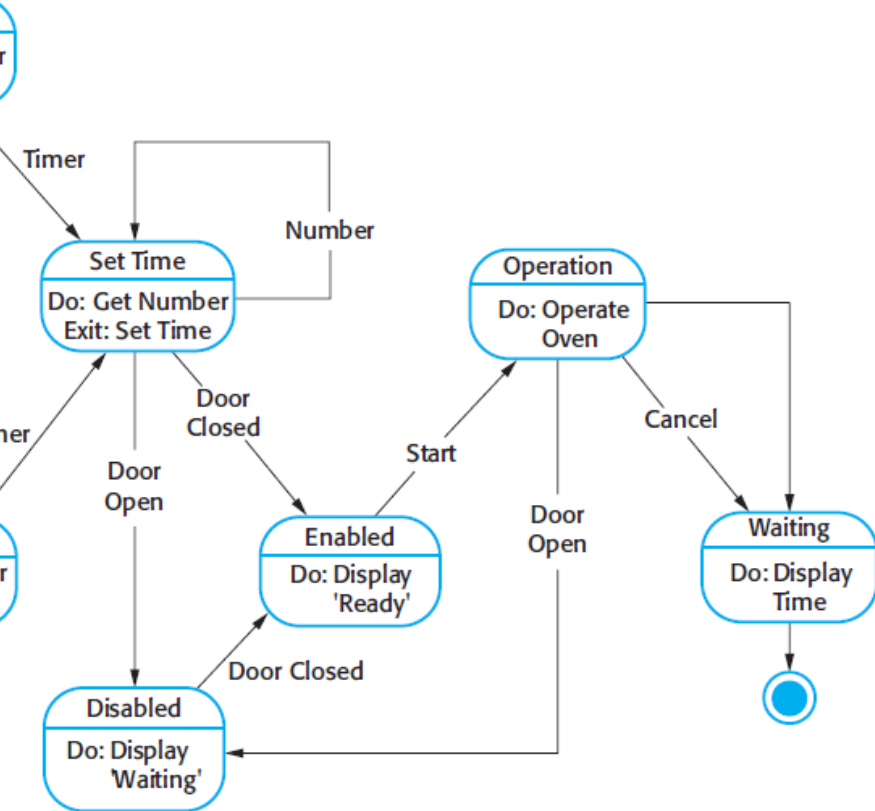 Timer
Number
Set Time
Do: Get Number
Exit: Set Time
Operation
Do: Operate
Oven
Door
Closed
Cancel
Start
Door
Open
Door
Open
Enabled
Do: Display
'Ready'
Waiting
Do: Display
Time
Door Closed
Disabled
Do: Display
'Waiting'